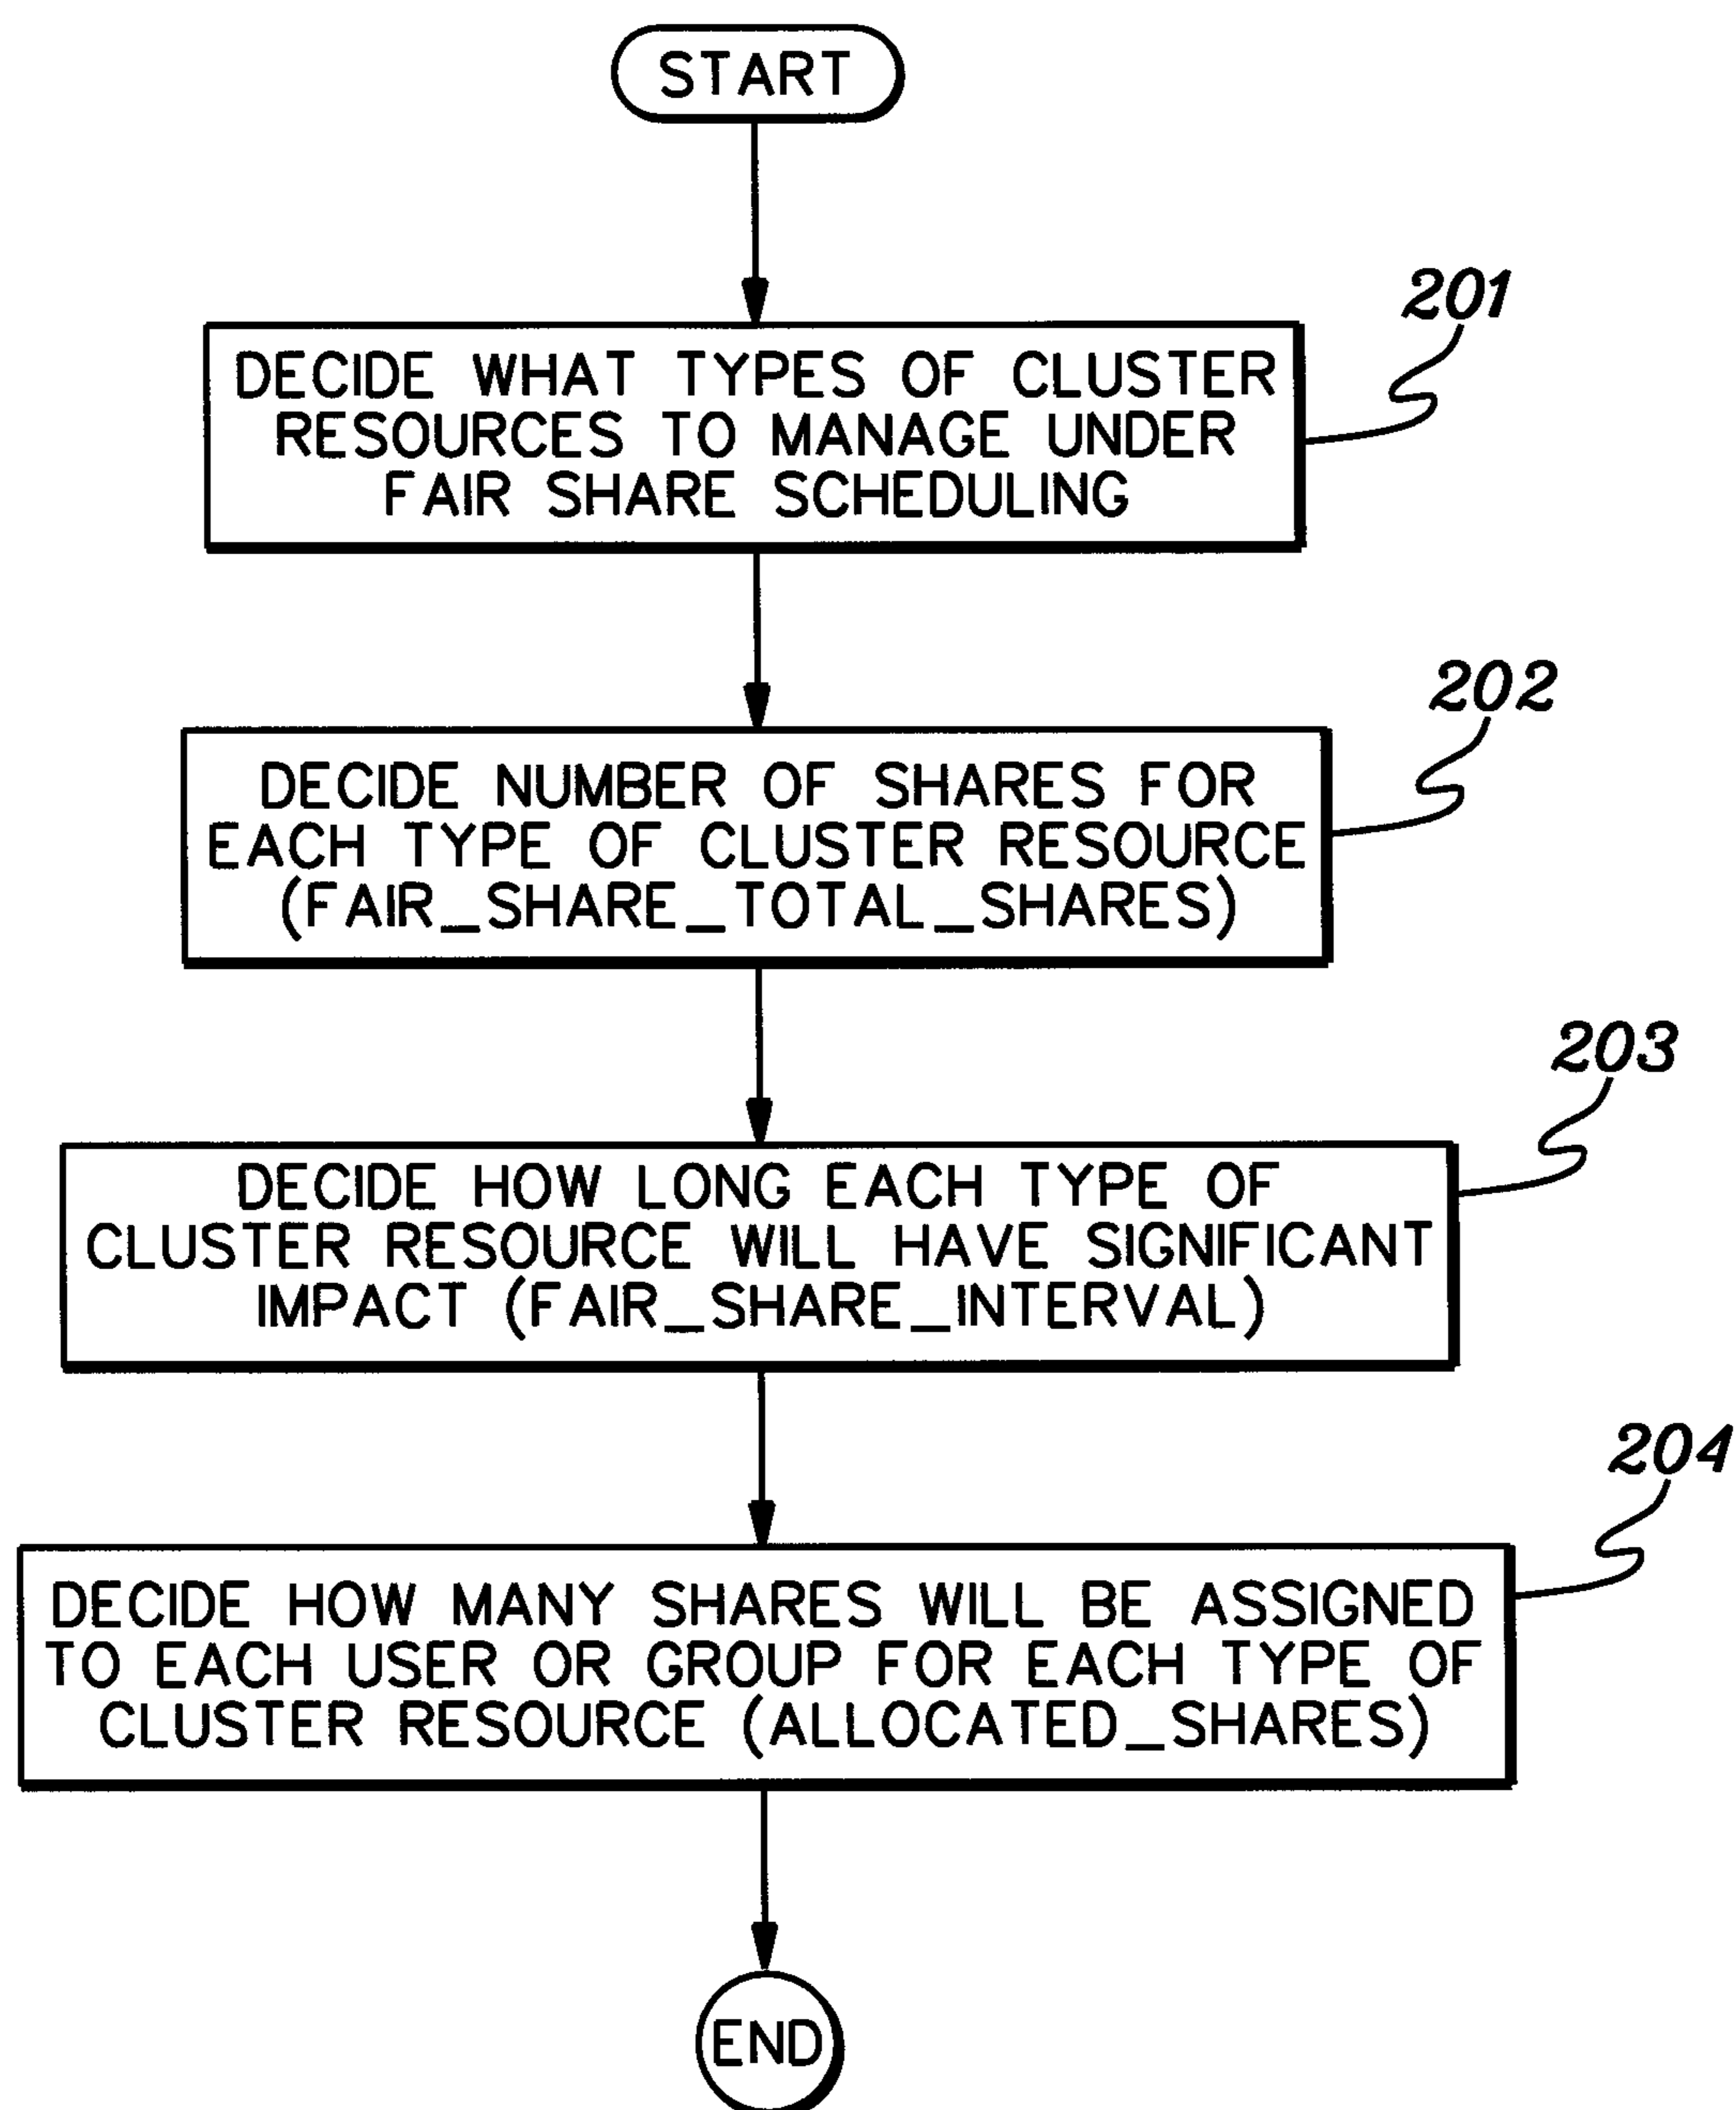 START
201
DECIDE WHAT TYPES OF CLUSTER
RESOURCES TO MANAGE UNDER
FAIR SHARE SCHEDULING
202
DECIDE NUMBER OF SHARES FOR
EACH TYPE OF CLUSTER RESOURCE
(FAIR_SHARE_TOTAL_SHARES)
203
DECIDE HOW LONG EACH TYPE OF
CLUSTER RESOURCE WILL HAVE SIGNIFICANT
IMPACT (FAIR_SHARE_INTERVAL)
204
DECIDE HOW MANY SHARES WILL BE ASSIGNED
TO EACH USER OR GROUP FOR EACH TYPE OF
CLUSTER RESOURCE (ALLOCATED_SHARES)
END